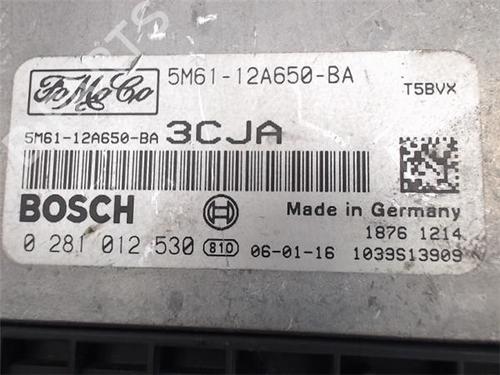 FoMoCo 5M61-12A650-BA T5BVX
5M61-12A650-BA 3CJA
BOSCH Made in Germany
1876 1214
0 281 012 530 810 06-01-16 1039S13909